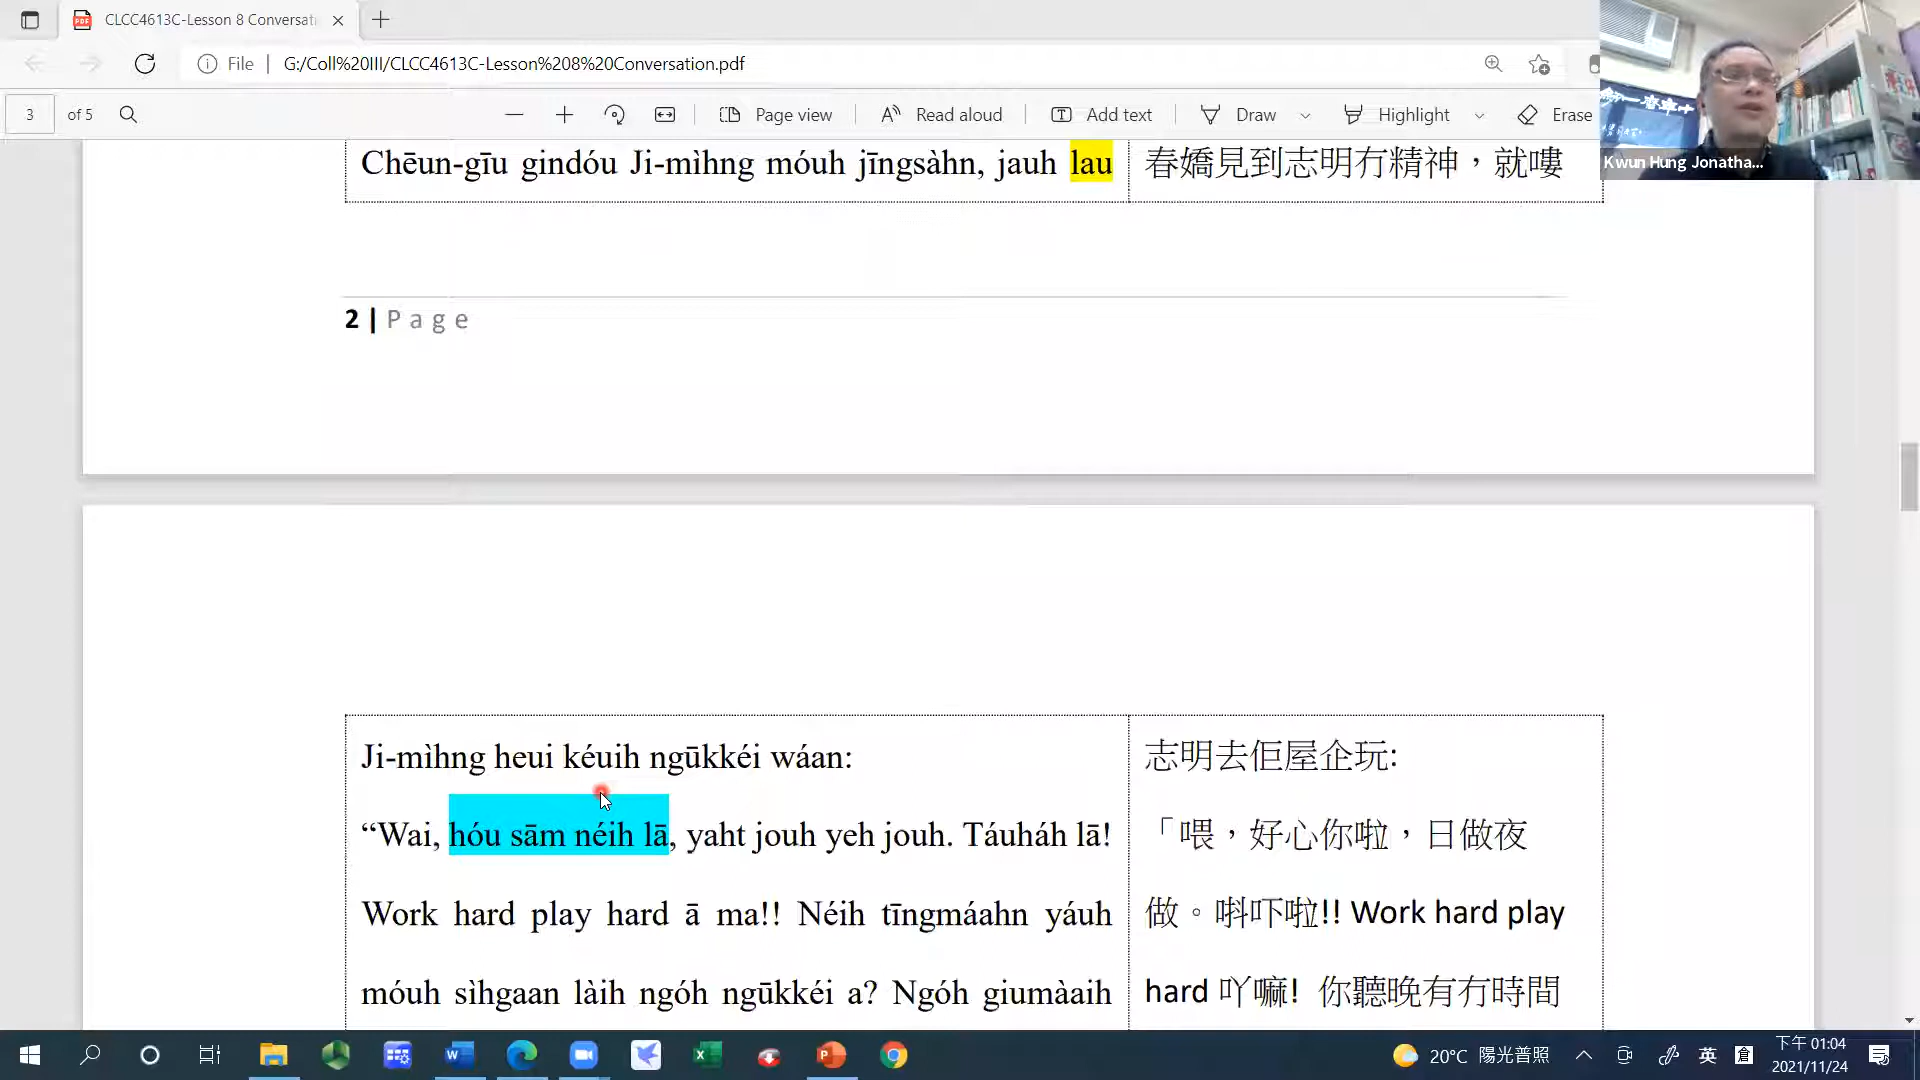 CLCC4613C-Lesson 8 Conversati
File
G:/Coll%20III/CLCC4613C-Lesson%208%20Conversation.pdf
3 of 5
Page view
Read aloud
Add text
Draw
Highlight
Erase
Kwun Hung Jonatha...
Chēun-gīu gindóu Ji-mìhng móuh jīngsàhn, jauh lau
春嬌見到志明冇精神，就嘍
2 | Page
Ji-mìhng heui kéuih ngūkkéi wáan:
志明去佢屋企玩:
“Wai, hóu sām néih lā, yaht jouh yeh jouh. Táuháh lā!
「喂，好心你啦，日做夜
Work hard play hard ā ma!! Néih tīngmáahn yáuh
做。唞吓啦!! Work hard play
móuh sìhgaan làih ngóh ngūkkéi a? Ngóh giumàaih
hard 吖嘛! 你聽晚有冇時間
20°C 陽光普照
英
倉
下午 01:04
2021/11/24